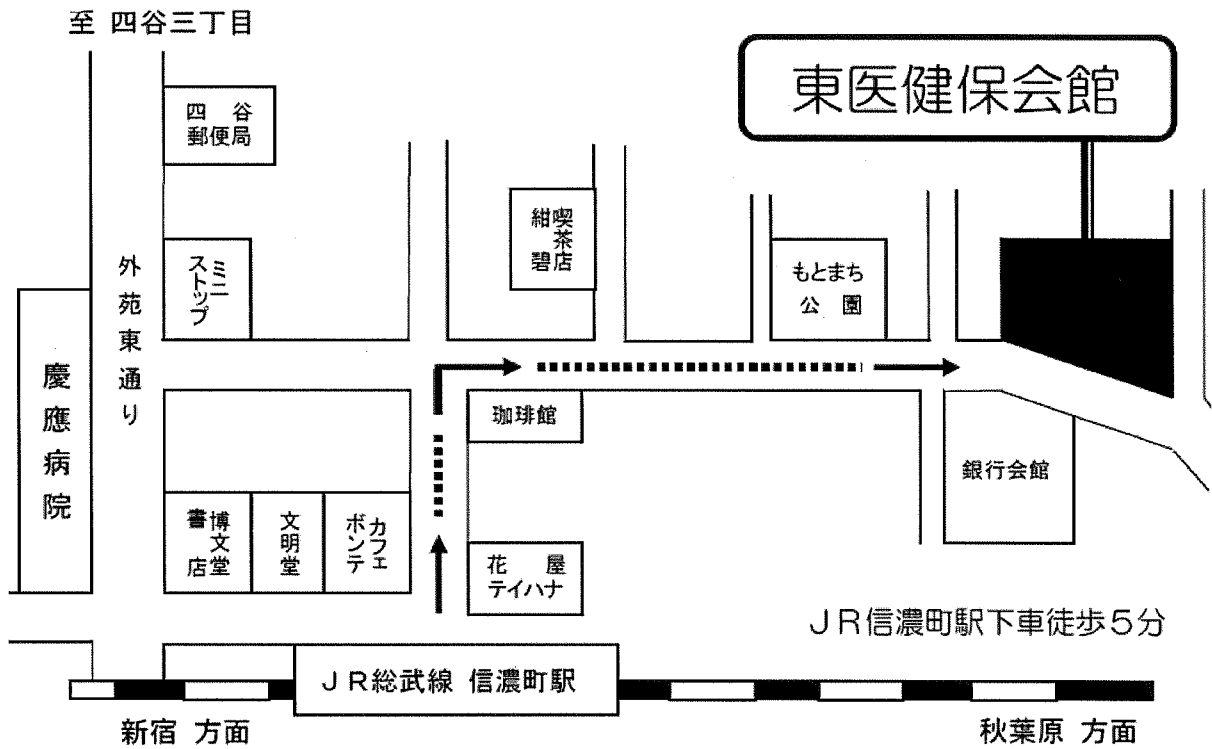 至 四谷三丁目
東医健保会館
四 谷
郵便局
喫茶店
紺碧
外苑東通り
ミニ
ストップ
もとまち
公 園
慶應病院
珈琲館
銀行会館
博文堂
書店
文明堂
カフェ
ボンテ
花 屋
テイハナ
JR信濃町駅下車徒歩5分
JR総武線 信濃町駅
新宿 方面
秋葉原 方面